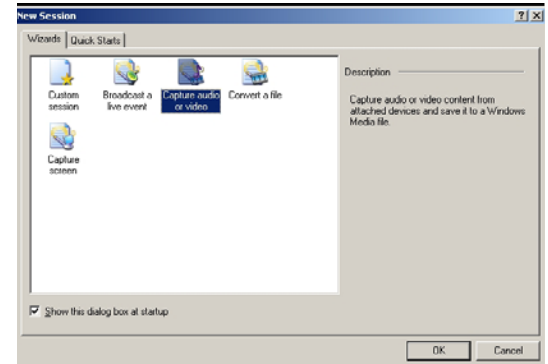 New Session
Wizards
Quick Starts
Custom session
Broadcast a live event
Capture audio or video
Convert a file
Capture screen
Description
Capture audio or video content from
attached devices and save it to a Windows
Media file.
Show this dialog box at startup
OK
Cancel